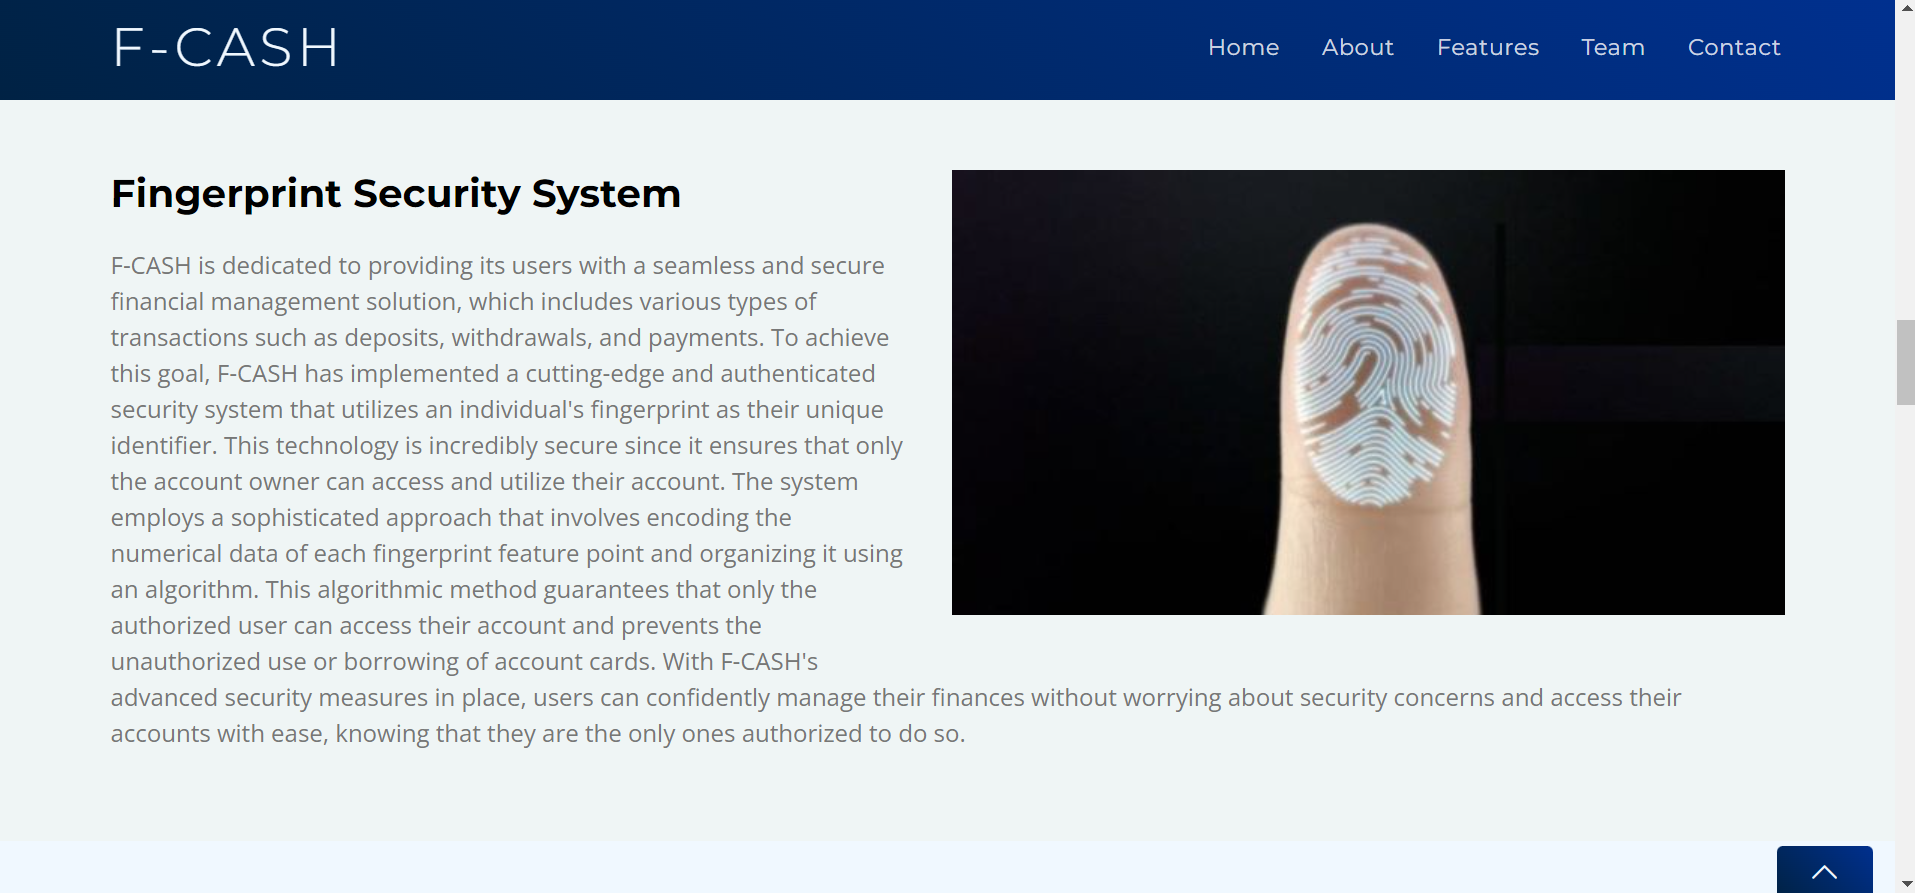 F-CASH
Home About Features Team Contact
Fingerprint Security System
F-CASH is dedicated to providing its users with a seamless and secure
financial management solution, which includes various types of
transactions such as deposits, withdrawals, and payments. To achieve
this goal, F-CASH has implemented a cutting-edge and authenticated
security system that utilizes an individual's fingerprint as their unique
identifier. This technology is incredibly secure since it ensures that only
the account owner can access and utilize their account. The system
employs a sophisticated approach that involves encoding the
numerical data of each fingerprint feature point and organizing it using
an algorithm. This algorithmic method guarantees that only the
authorized user can access their account and prevents the
unauthorized use or borrowing of account cards. With F-CASH's
advanced security measures in place, users can confidently manage their finances without worrying about security concerns and access their
accounts with ease, knowing that they are the only ones authorized to do so.